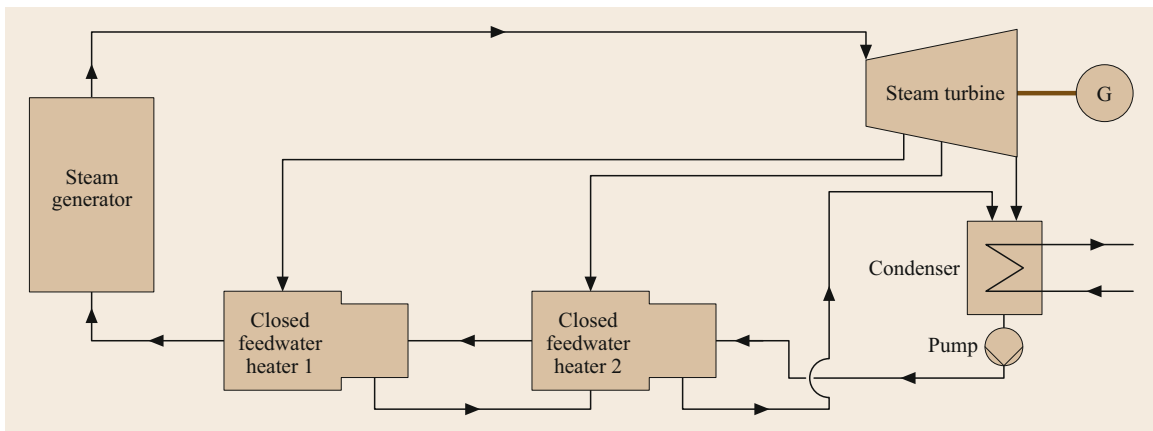 Steam turbine
G
Steam
generator
Condenser
Closed
feedwater
heater 1
Closed
feedwater
heater 2
Pump